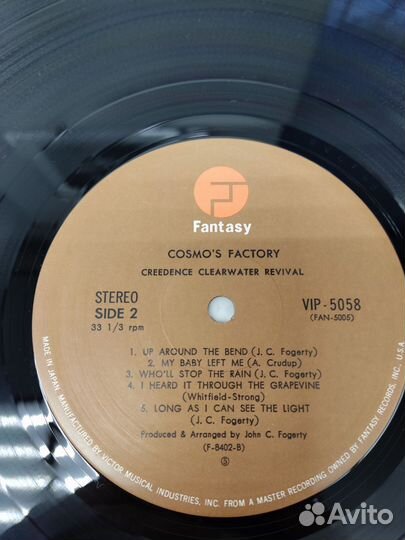 Fantasy
COSMO'S FACTORY
CREEDENCE CLEARWATER REVIVAL
STEREO
SIDE 2
33 1/3 rpm
VIP-5058
(FAN-5005)
1. UP AROUND THE BEND (J. C. Fogerty)
2. MY BABY LEFT ME (A. Crudup)
3. WHO'LL STOP THE RAIN (J. C. Fogerty)
4. I HEARD IT THROUGH THE GRAPEVINE
(Whitfield-Strong)
5. LONG AS I CAN SEE THE LIGHT
(J. C. Fogerty)
Produced & Arranged by John C. Fogerty
(F-8402-B)
Ⓢ
MADE IN JAPAN, MANUFACTURED BY VICTOR MUSICAL INDUSTRIES, INC. FROM A MASTER RECORDING OWNED BY FANTASY RECORDS, INC. U.S.A.
Avito